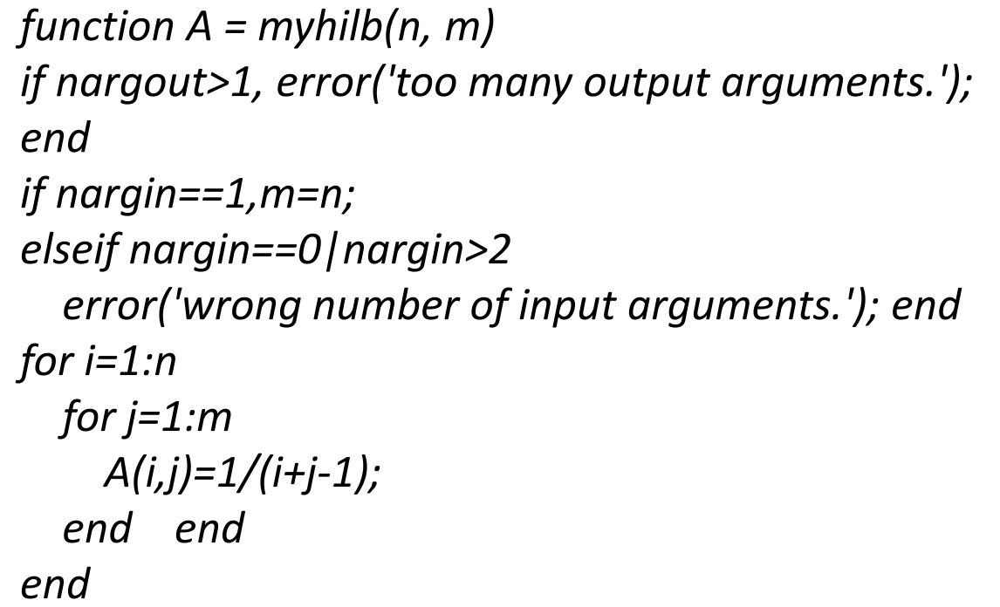 function A = myhilb(n, m)
if nargout>1, error('too many output arguments.');
end
if nargin==1,m=n;
elseif nargin==0|nargin>2
error('wrong number of input arguments.'); end
for i=1:n
for j=1:m
A(i,j)=1/(i+j-1);
end end
end